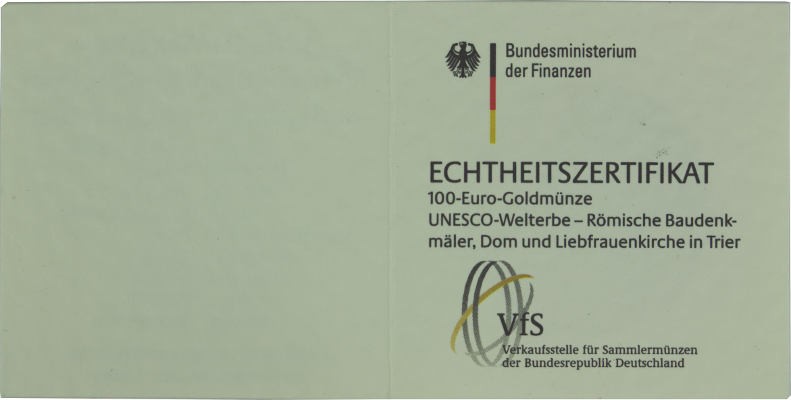 Bundesministerium
der Finanzen
ECHTHEITSZERTIFIKAT
100-Euro-Goldmünze
UNESCO-Welterbe – Römische Baudenk-
mäler, Dom und Liebfrauenkirche in Trier
VfS
Verkaufsstelle für Sammlermünzen
der Bundesrepublik Deutschland